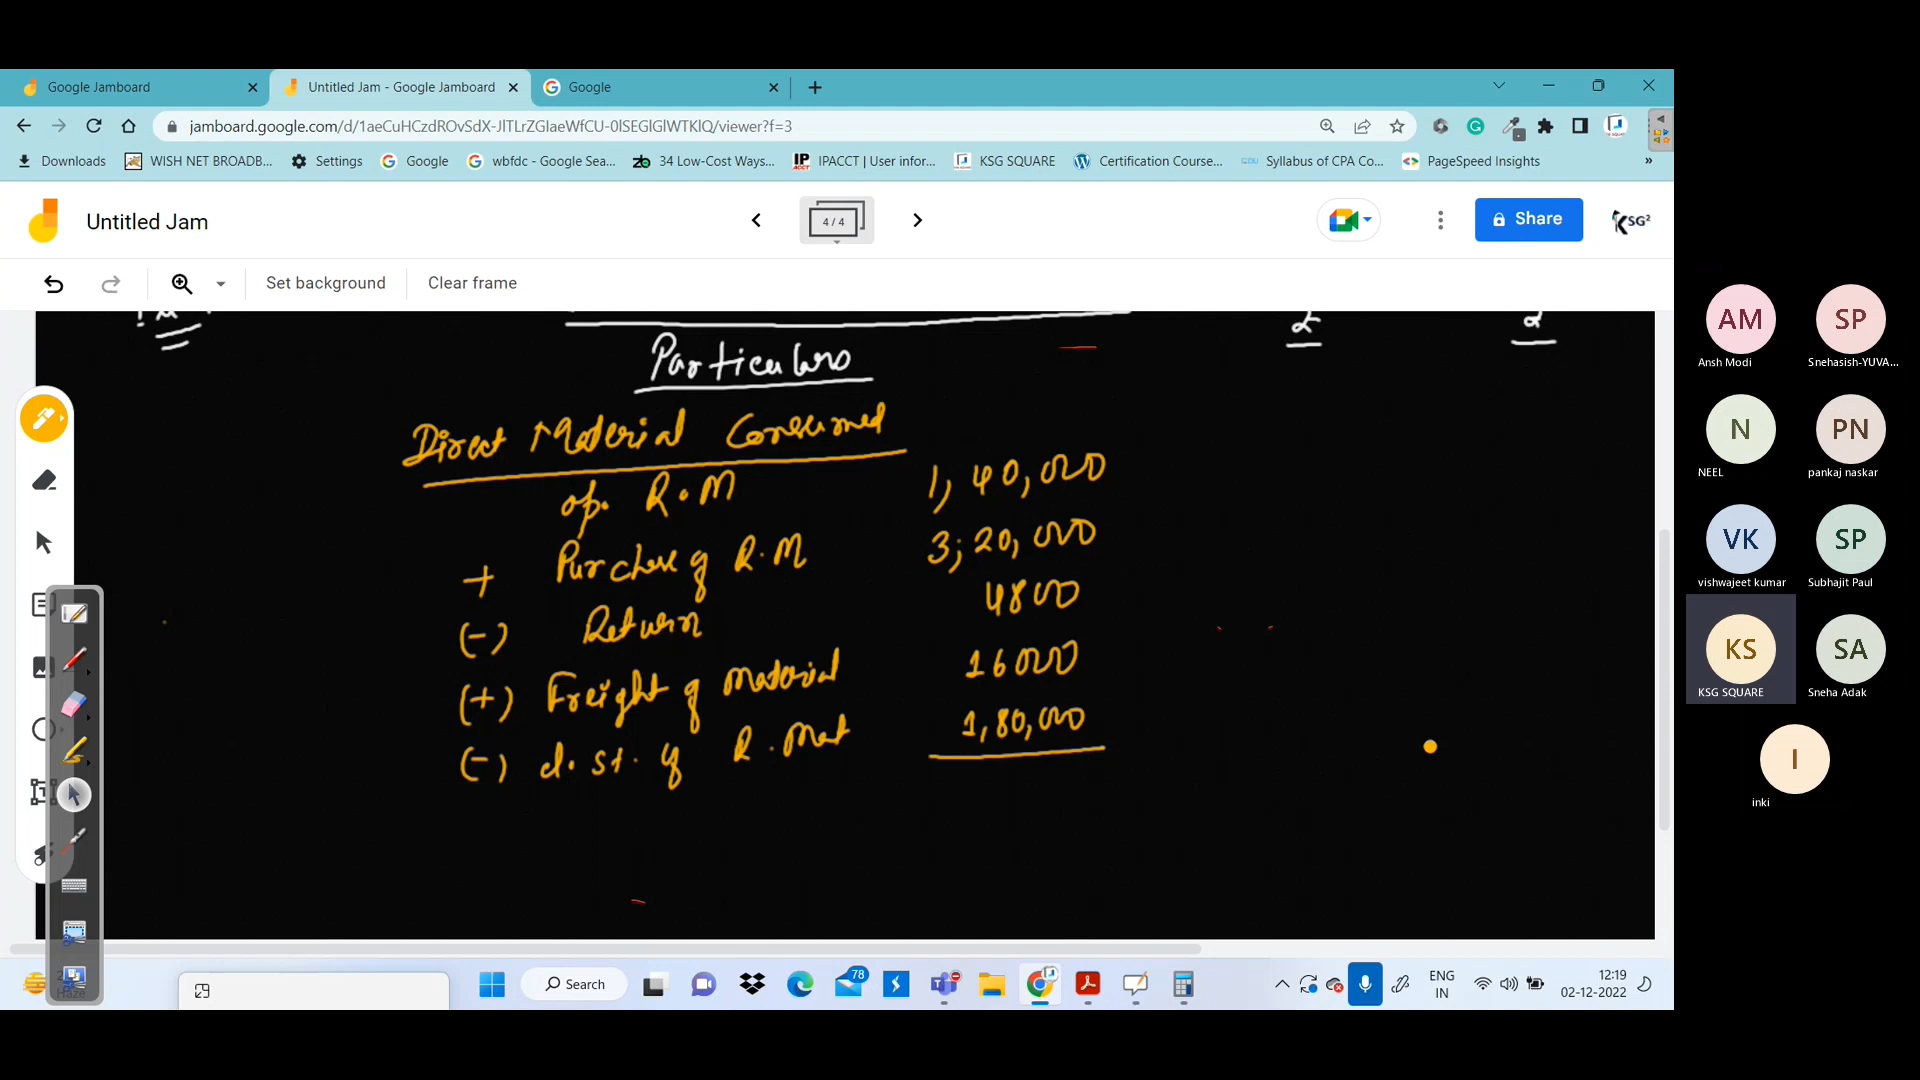 Google Jamboard
Untitled Jam - Google Jamboard
Google
jamboard.google.com/d/1aeCuHCzdROvSdX-JlTLrZGIaeWfCU-0lSEGlGlWTKlQ/viewer?f=3
Downloads
WISH NET BROADB...
Settings
Google
wbfdc - Google Sea...
34 Low-Cost Ways...
IPACCT | User infor...
KSG SQUARE
Certification Course...
Syllabus of CPA Co...
PageSpeed Insights
Untitled Jam
4 / 4
Share
KSG²
Set background
Clear frame
Particulars
Direct Material Consumed
op. R.M 1,40,000
+ Purchase of R.M 3,20,000
(-) Return 4800
(+) Freight of material 16000
(-) cl. st. of R. Mat 1,80,000
AM
Ansh Modi
SP
Snehasish-YUVA...
N
NEEL
PN
pankaj naskar
VK
vishwajeet kumar
SP
Subhajit Paul
KS
KSG SQUARE
SA
Sneha Adak
I
inki
Haze
Search
78
ENG
IN
12:19
02-12-2022